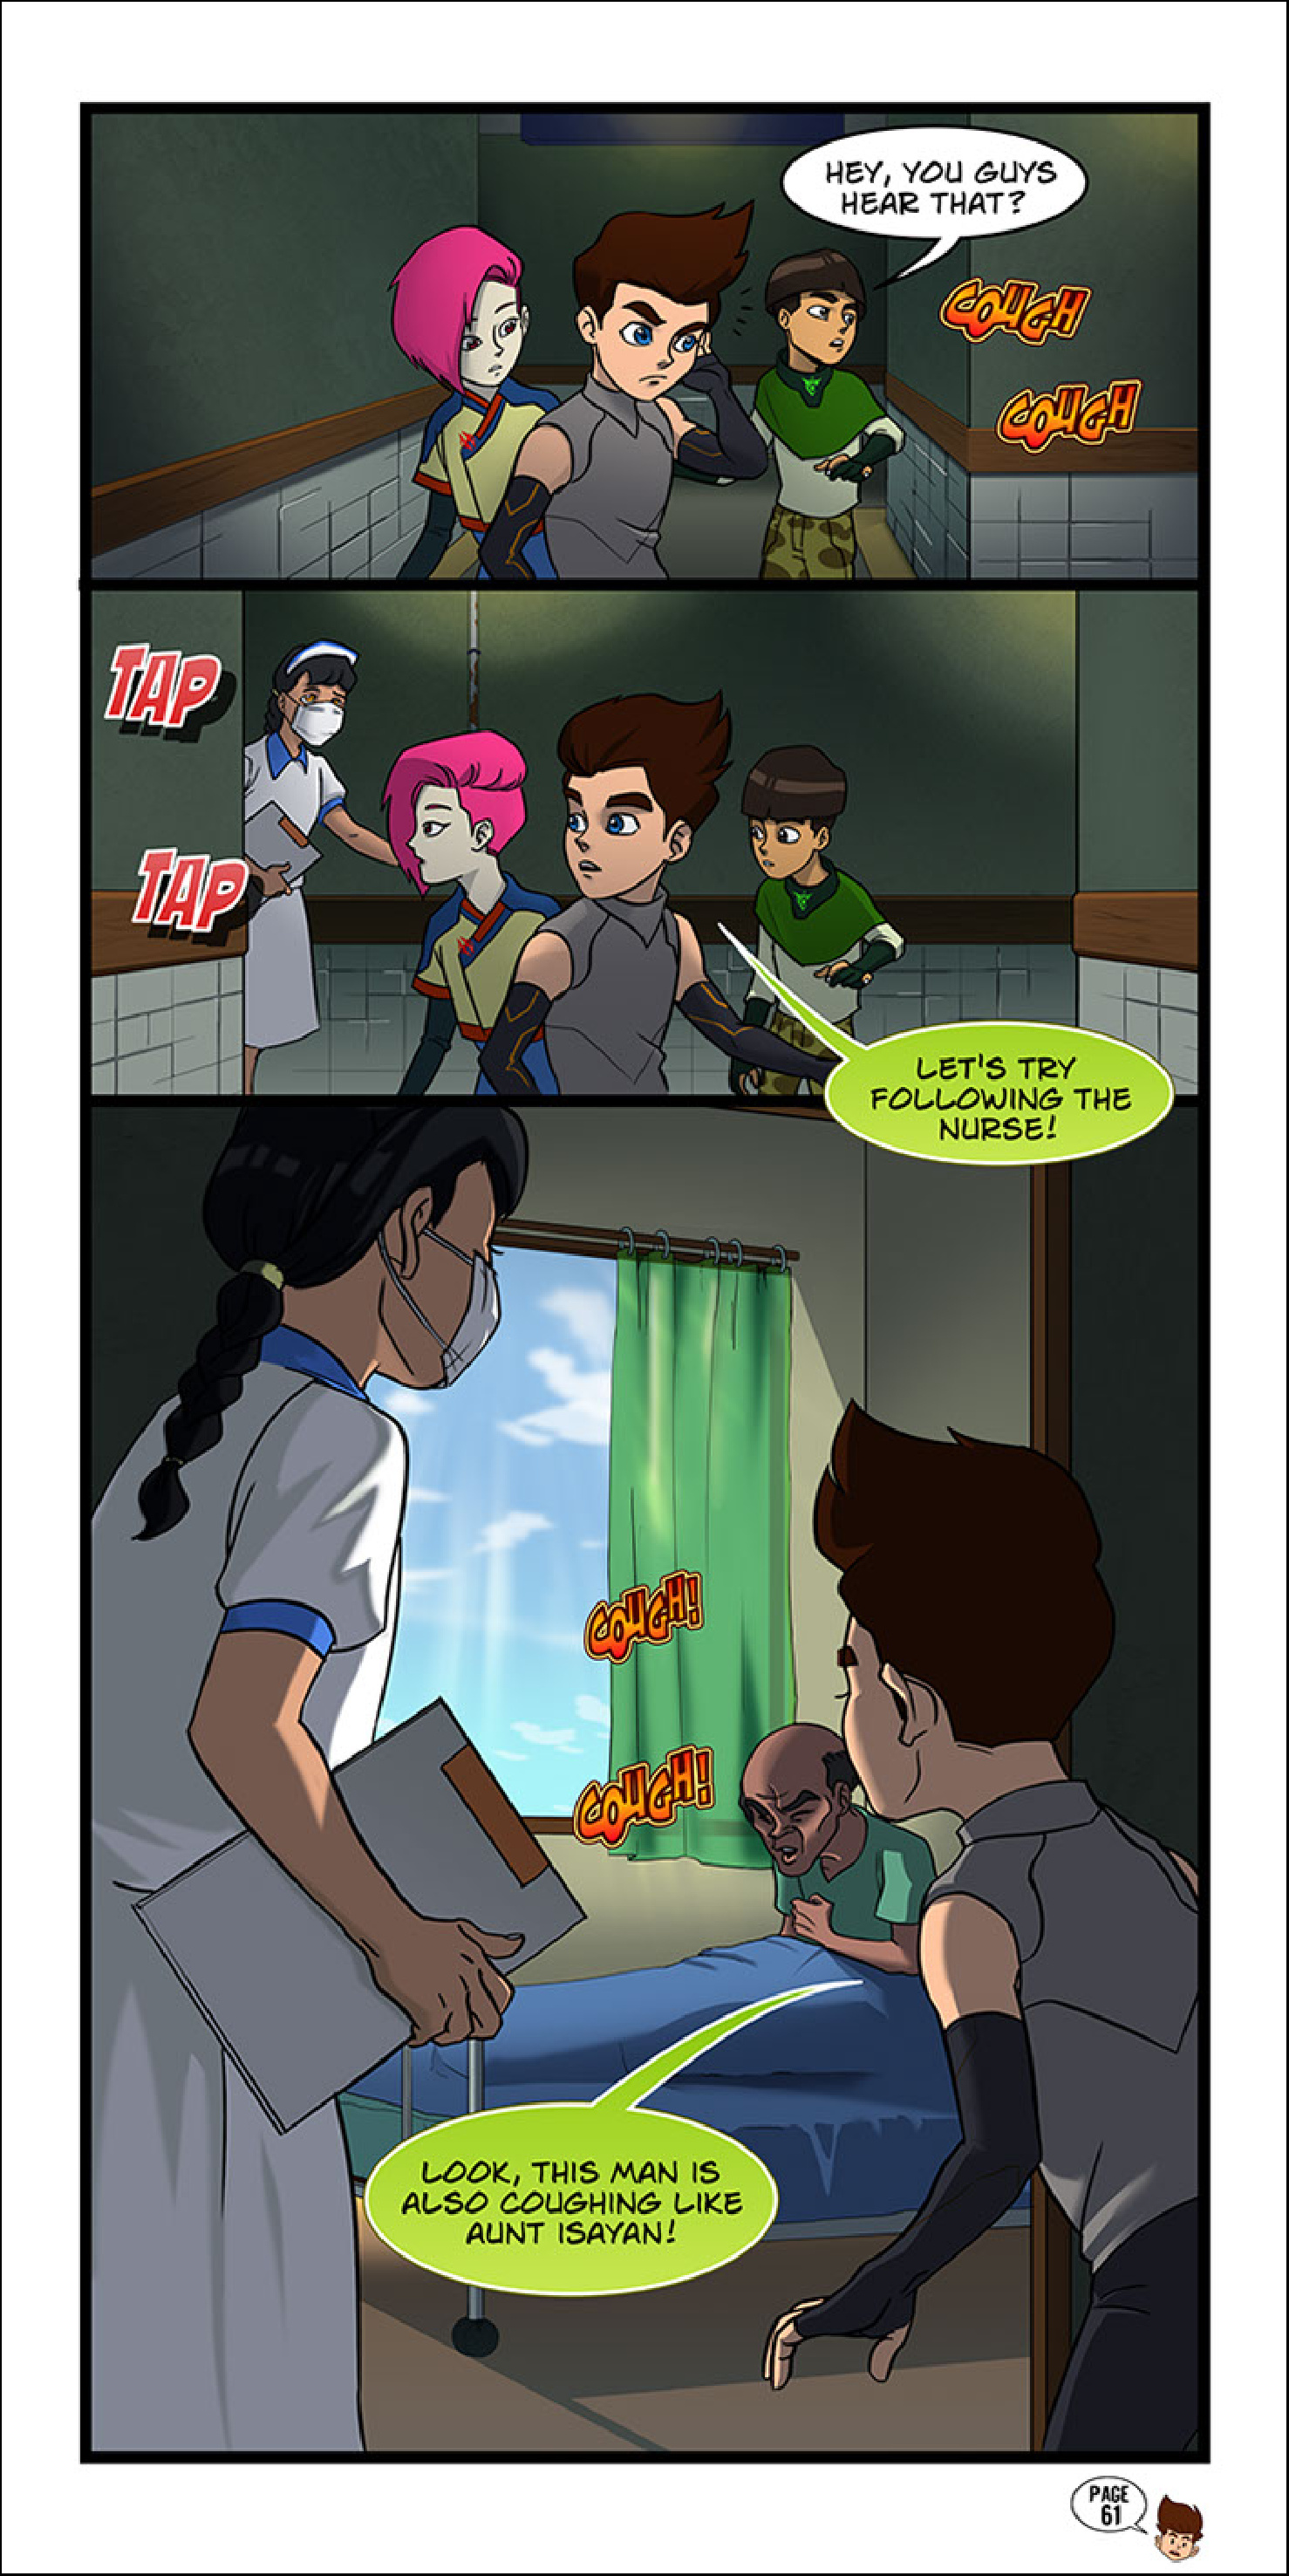 HEY, YOU GUYS
HEAR THAT?
COUGH
COUGH
TAP
TAP
LET'S TRY
FOLLOWING THE
NURSE!
COUGH!
COUGH!
LOOK, THIS MAN IS
ALSO COUGHING LIKE
AUNT ISAYAN!
PAGE
61